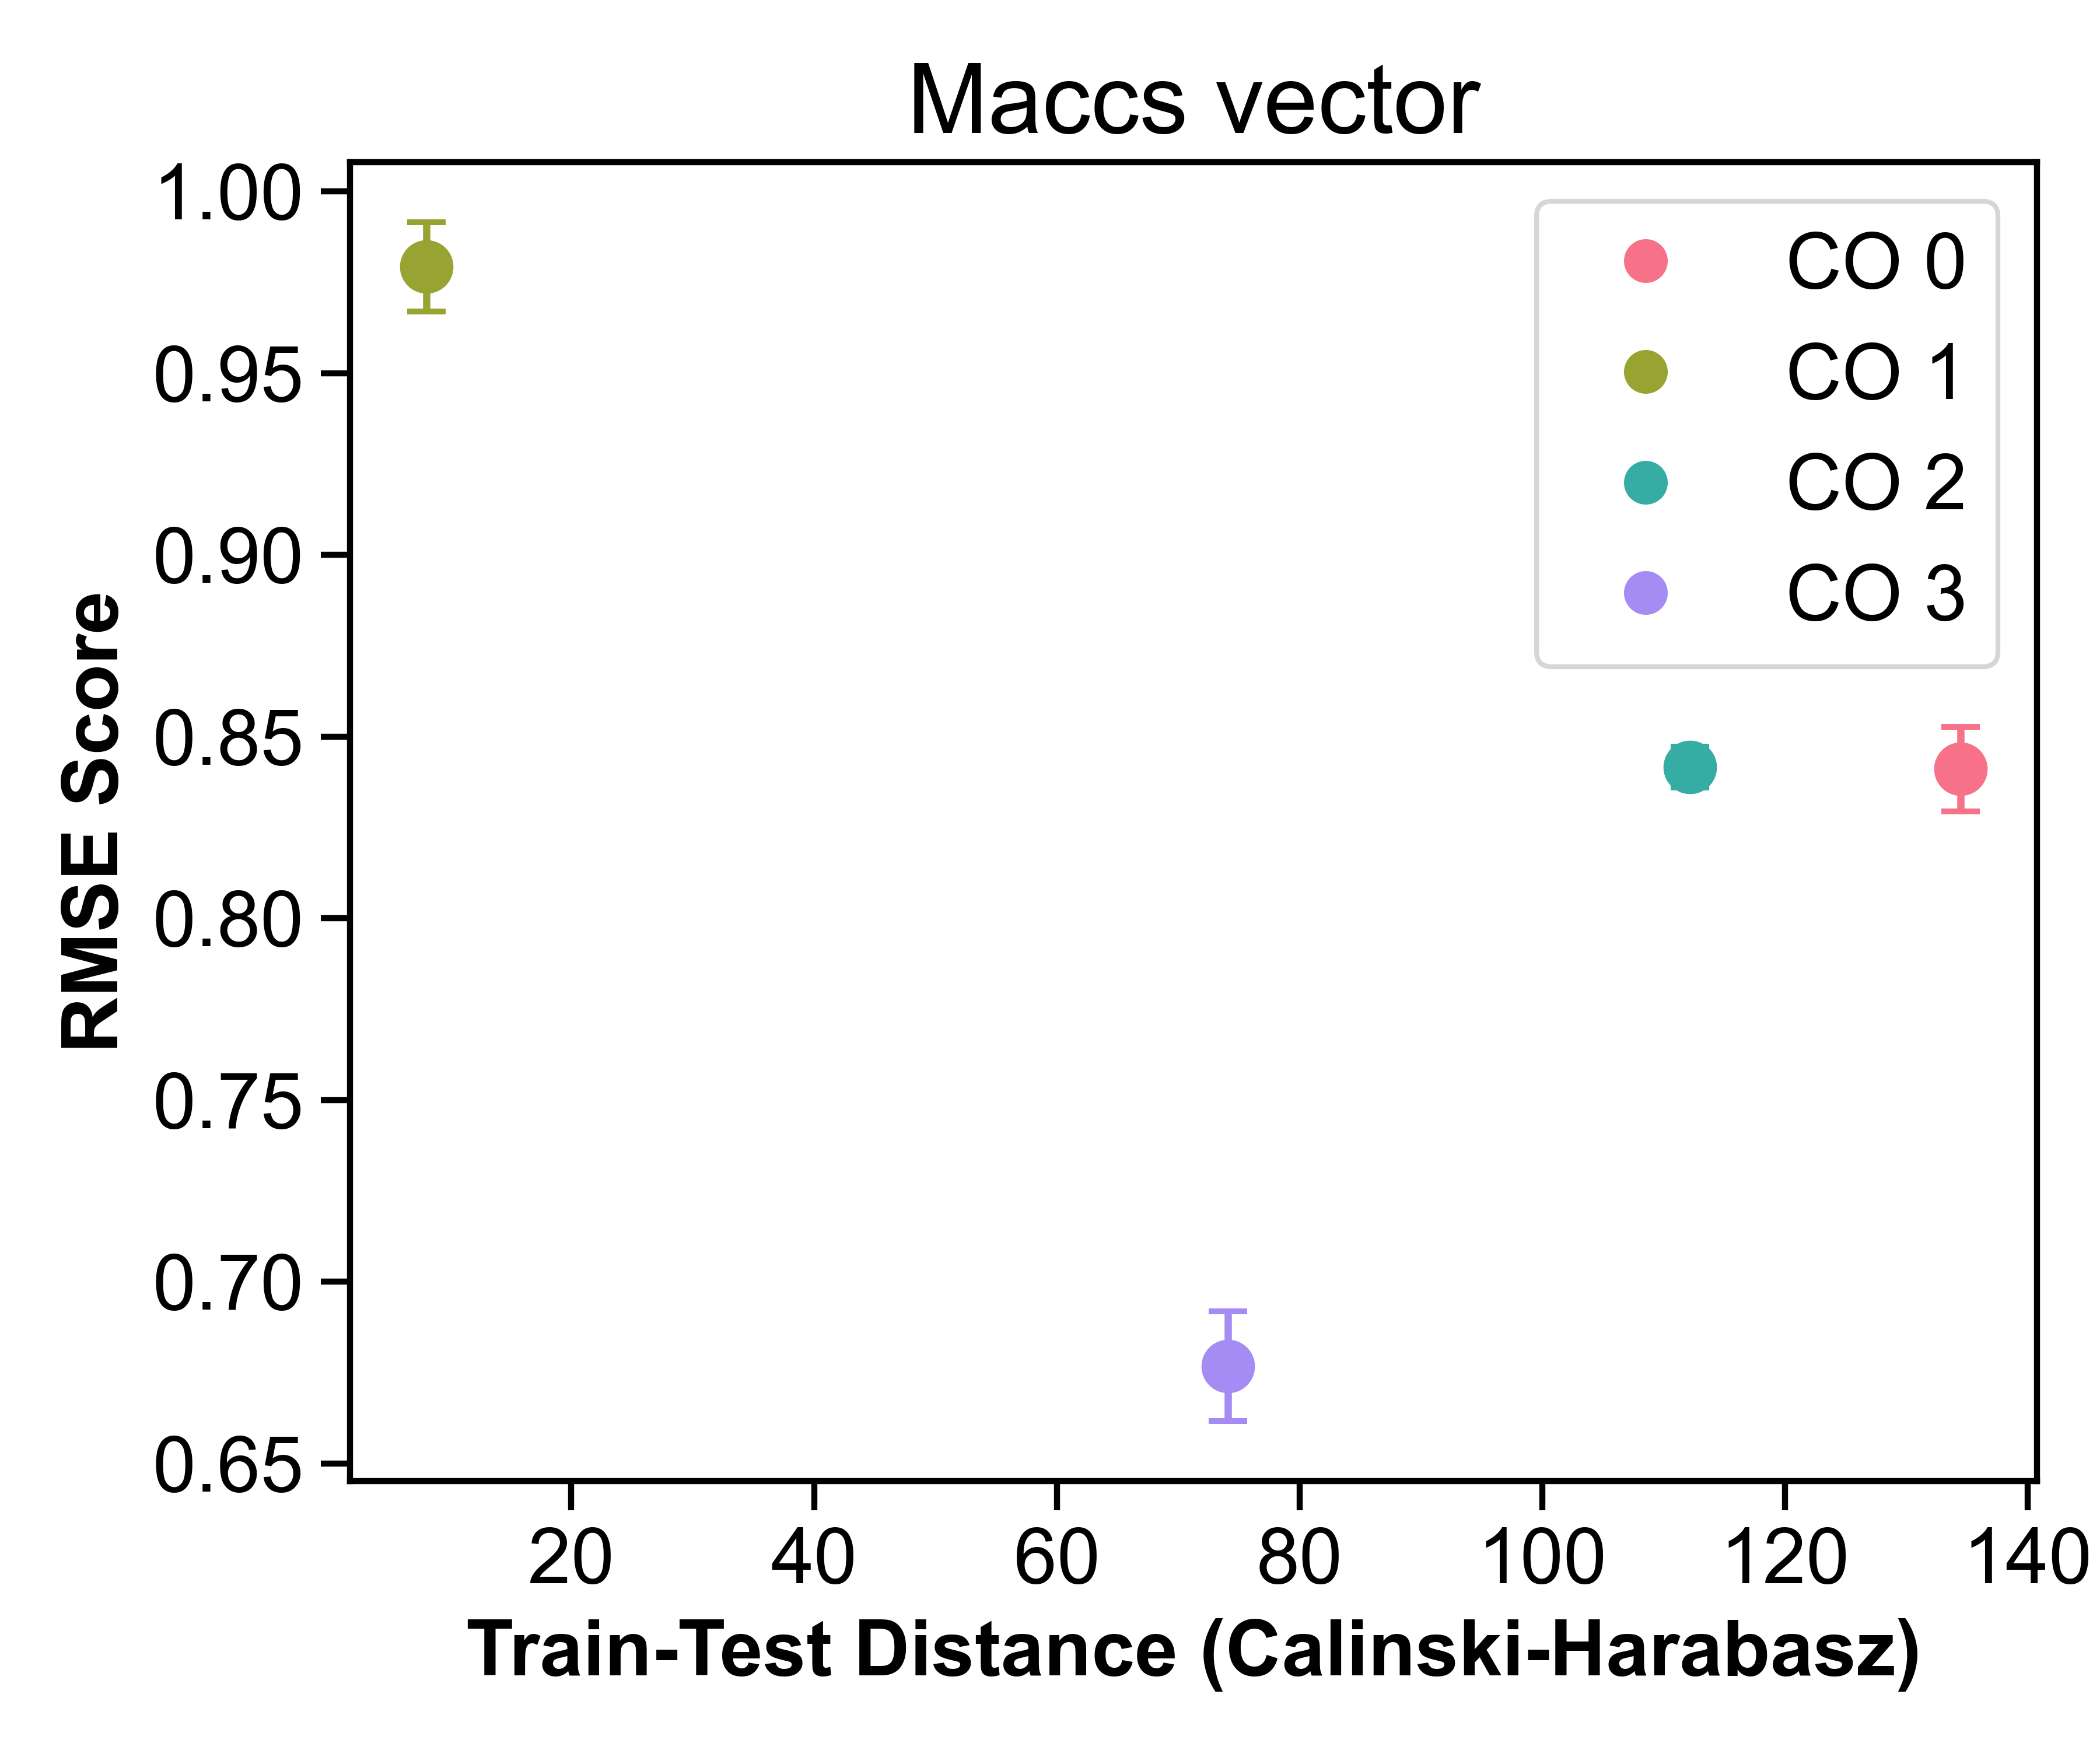 Maccs vector
1.00
0.95
0.90
0.85
0.80
0.75
0.70
0.65
RMSE Score
CO 0
CO 1
CO 2
CO 3
20 40 60 80 100 120 140
Train-Test Distance (Calinski-Harabasz)